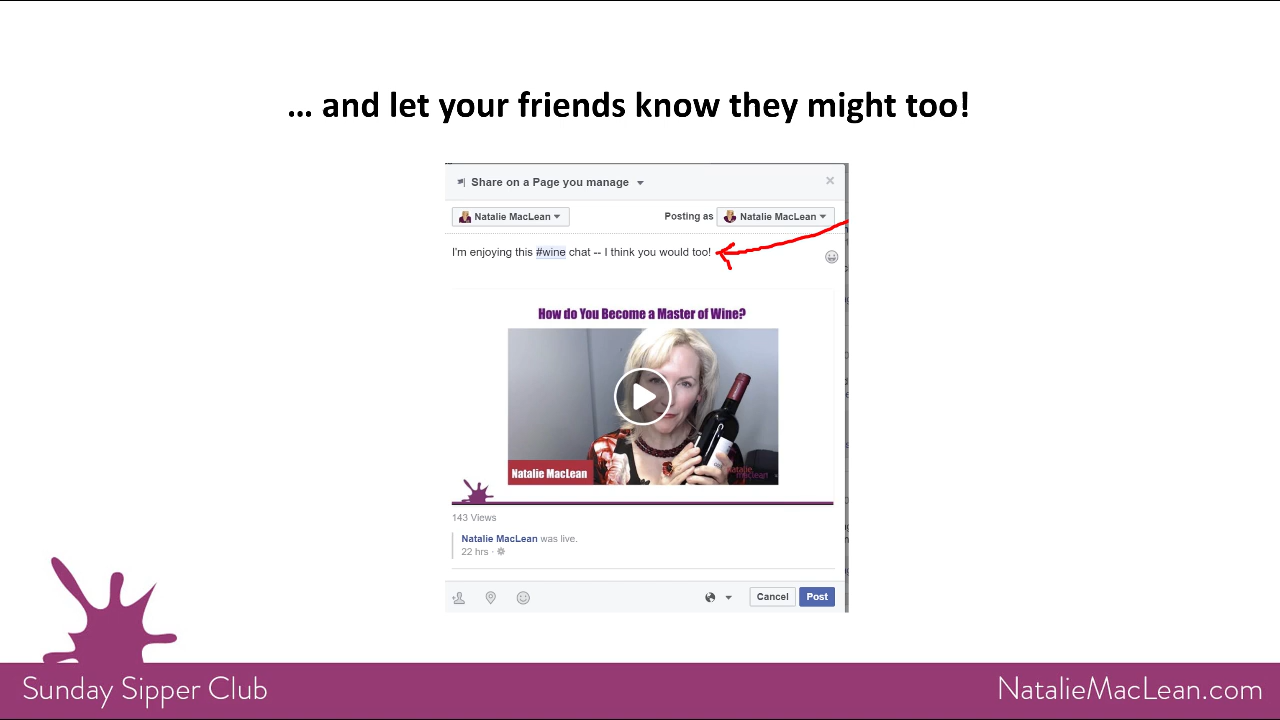 ... and let your friends know they might too!
Share on a Page you manage
Natalie MacLean
Posting as
Natalie MacLean
I'm enjoying this #wine chat -- I think you would too!
How do You Become a Master of Wine?
Natalie MacLean
natalie
maclean
143 Views
Natalie MacLean was live.
22 hrs ·
Cancel
Post
Sunday Sipper Club
NatalieMacLean.com